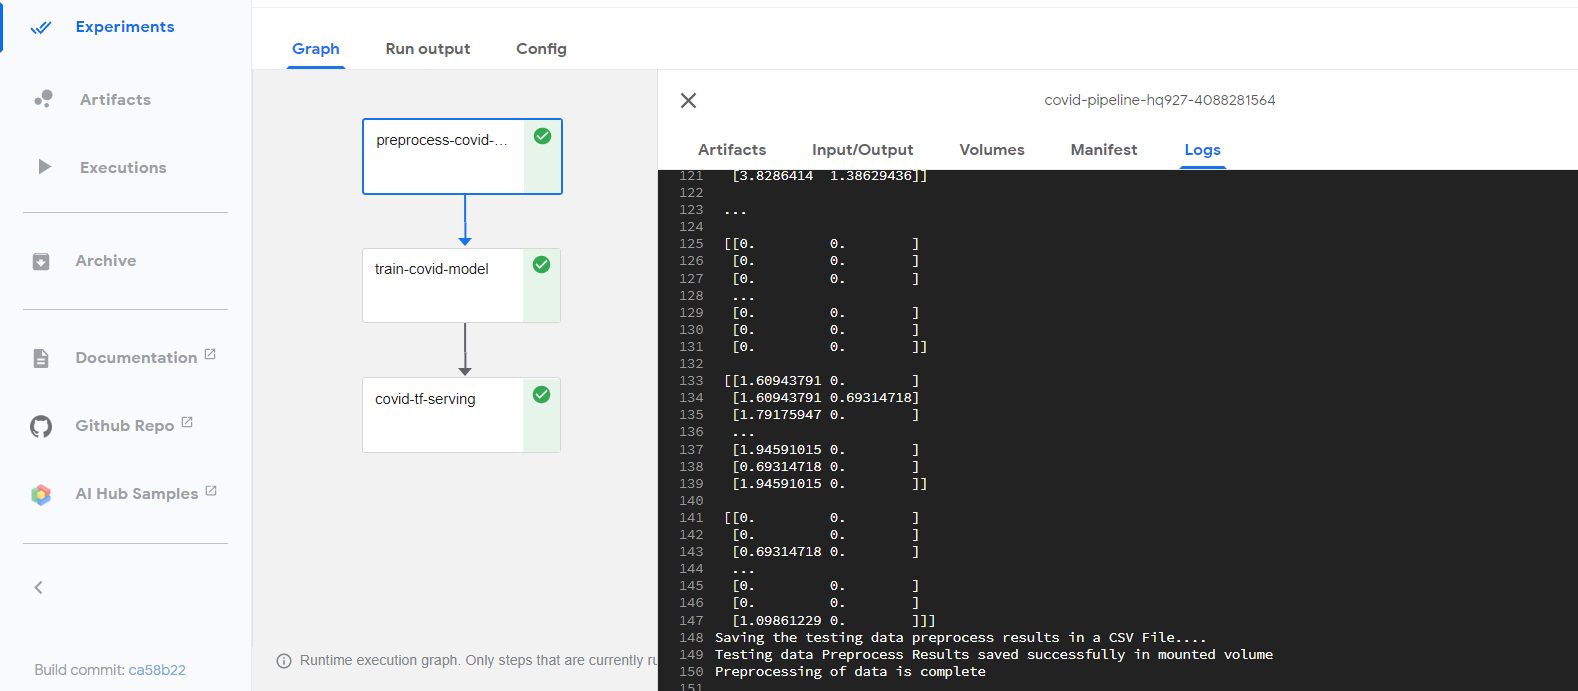 Experiments
Artifacts
Executions
Archive
Documentation
Github Repo
AI Hub Samples
Build commit: ca58b22
Graph Run output Config
preprocess-covid-...
train-covid-model
covid-tf-serving
Runtime execution graph. Only steps that are currently ru
covid-pipeline-hq927-4088281564
Artifacts Input/Output Volumes Manifest Logs
121 [3.8286414 1.38629436]]
122
123 ...
124
125 [[0. 0. ]
126 [0. 0. ]
127 [0. 0. ]
128 ...
129 [0. 0. ]
130 [0. 0. ]
131 [0. 0. ]]
132
133 [[1.60943791 0. ]
134 [1.60943791 0.69314718]
135 [1.79175947 0. ]
136 ...
137 [1.94591015 0. ]
138 [0.69314718 0. ]
139 [1.94591015 0. ]]
140
141 [[0. 0. ]
142 [0. 0. ]
143 [0.69314718 0. ]
144 ...
145 [0. 0. ]
146 [0. 0. ]
147 [1.09861229 0. ]]]
148 Saving the testing data preprocess results in a CSV File....
149 Testing data Preprocess Results saved successfully in mounted volume
150 Preprocessing of data is complete
151